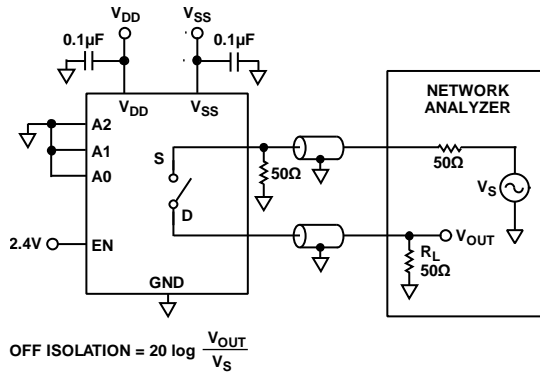 VDD
VSS
0.1µF
0.1µF
VDD
VSS
NETWORK
ANALYZER
A2
A1
A0
S
50Ω
50Ω
VS
D
2.4V
EN
VOUT
RL
50Ω
GND
OFF ISOLATION = 20 log VOUT
VS